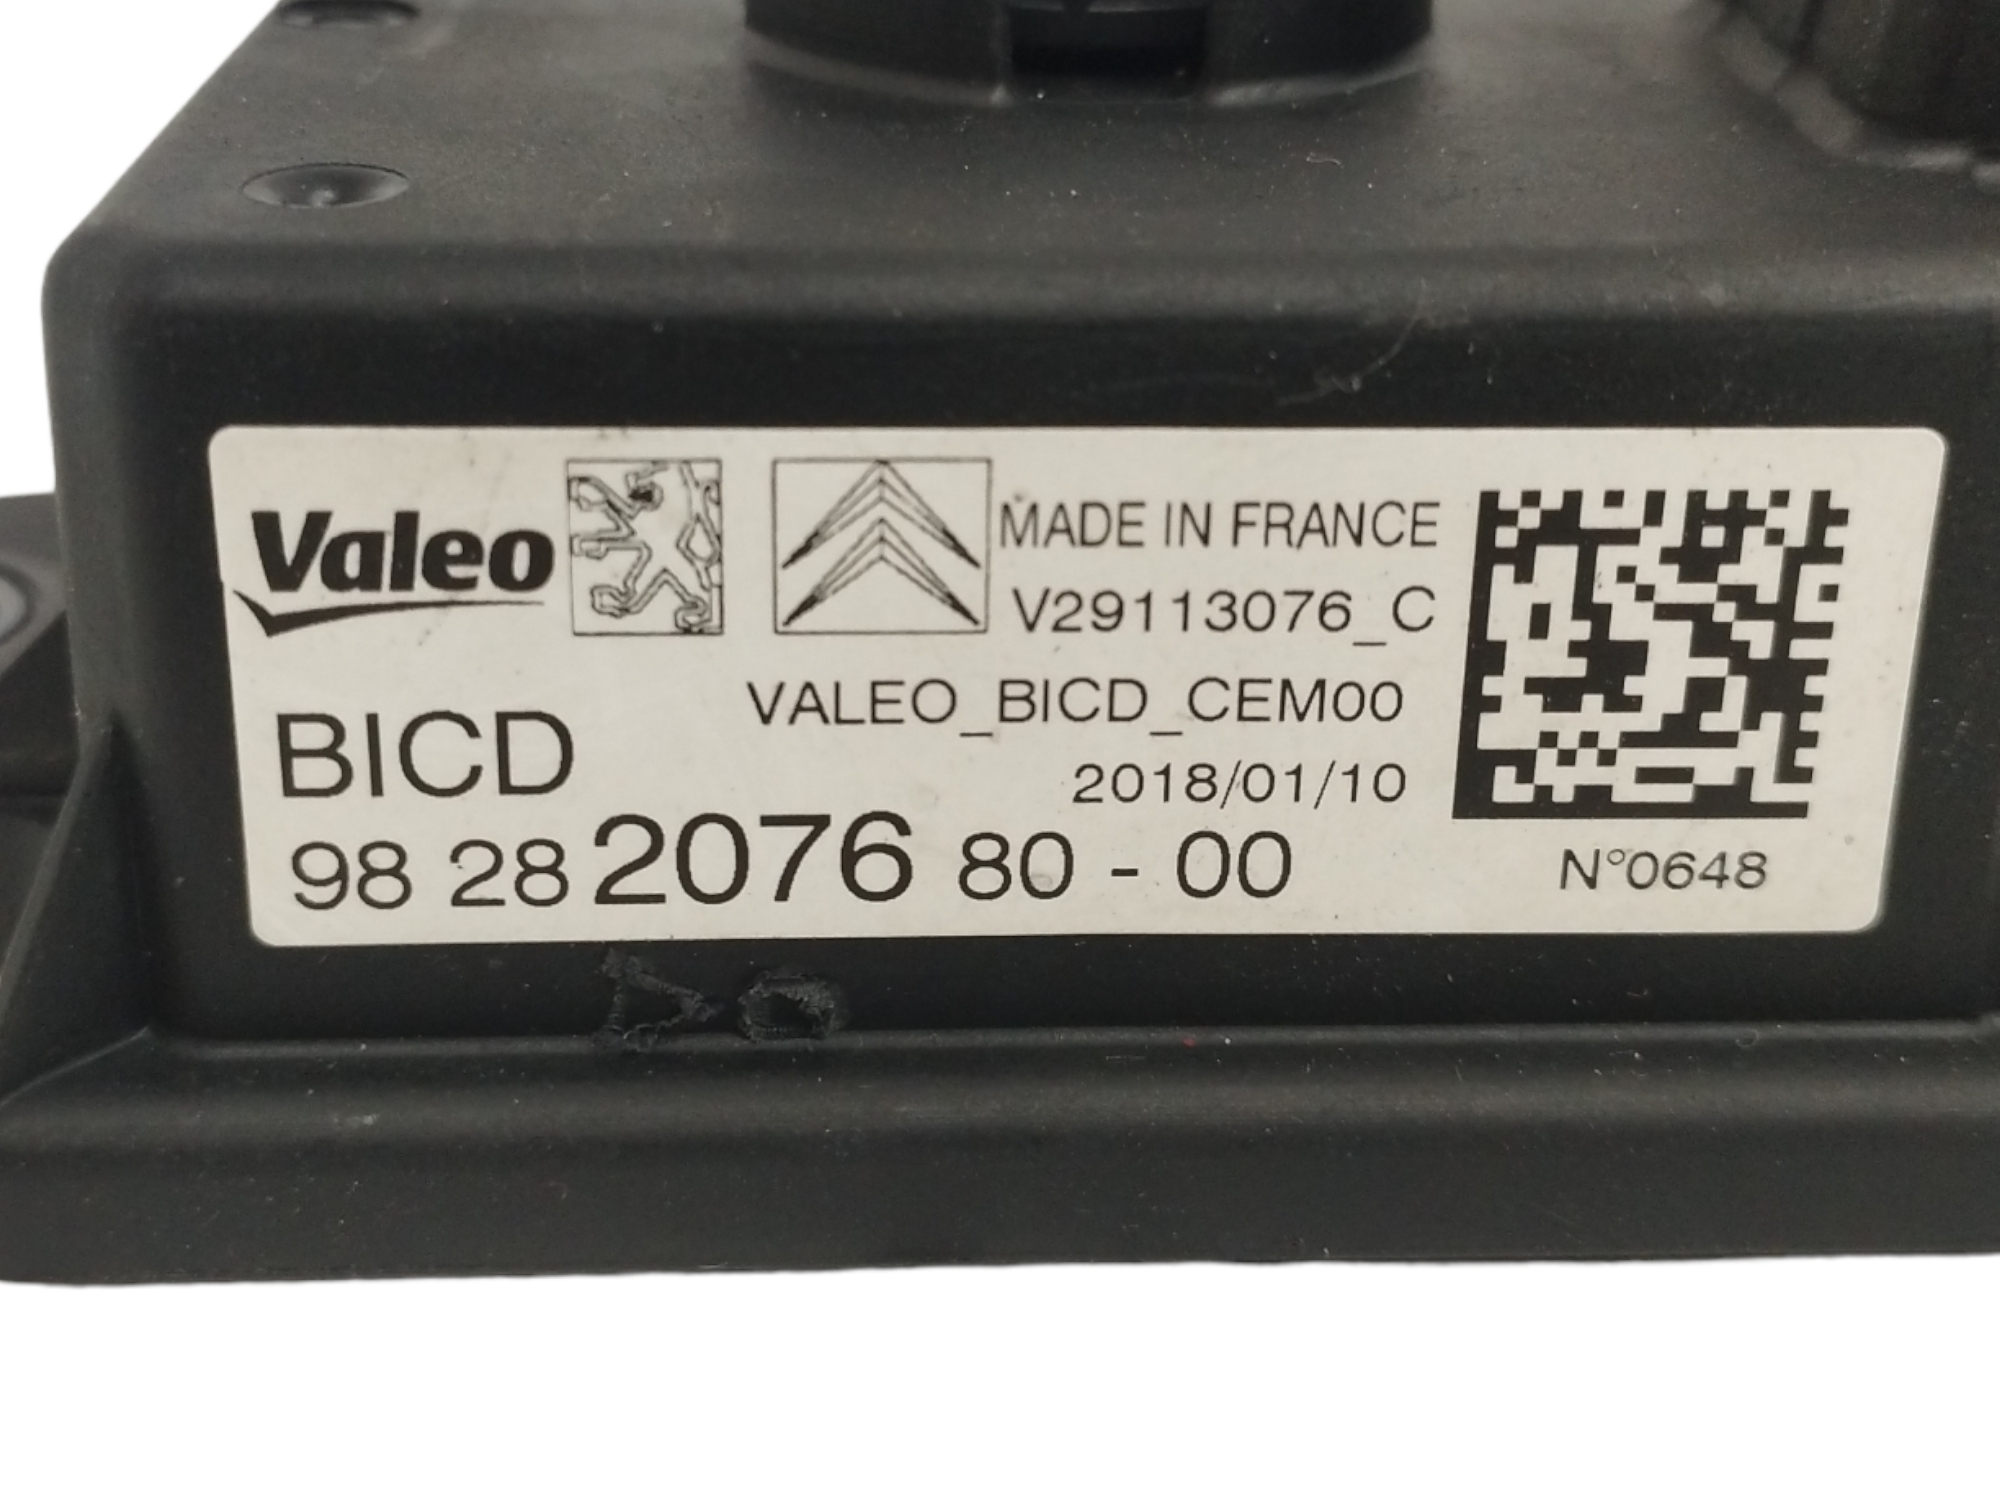 Valeo
MADE IN FRANCE
V29113076_C
VALEO_BICD_CEM00
BICD
2018/01/10
98 28 2076 80 - 00
N°0648